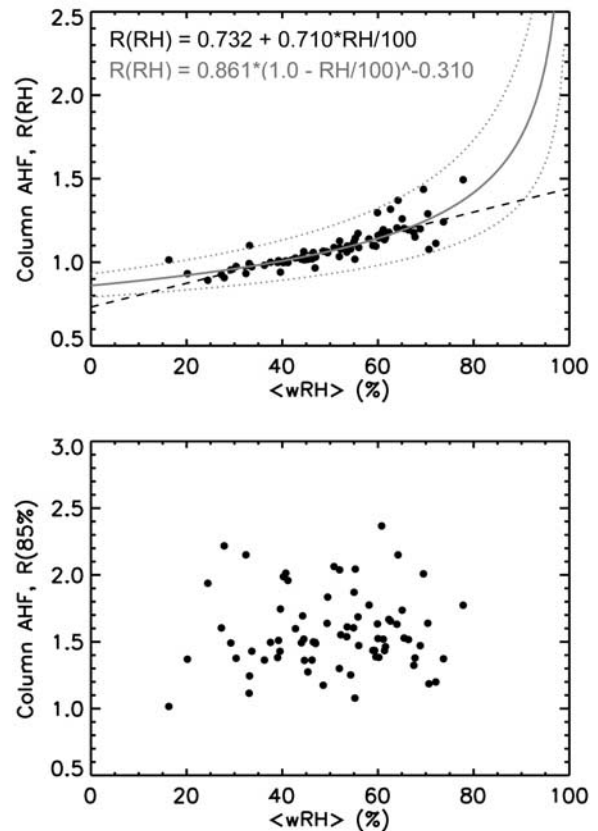 R(RH) = 0.732 + 0.710*RH/100
R(RH) = 0.861*(1.0 - RH/100)^-0.310
Column AHF, R(RH)
2.5
2.0
1.5
1.0
0.5
0 20 40 60 80 100
<wRH> (%)
Column AHF, R(85%)
3.0
2.5
2.0
1.5
1.0
0.5
0 20 40 60 80 100
<wRH> (%)